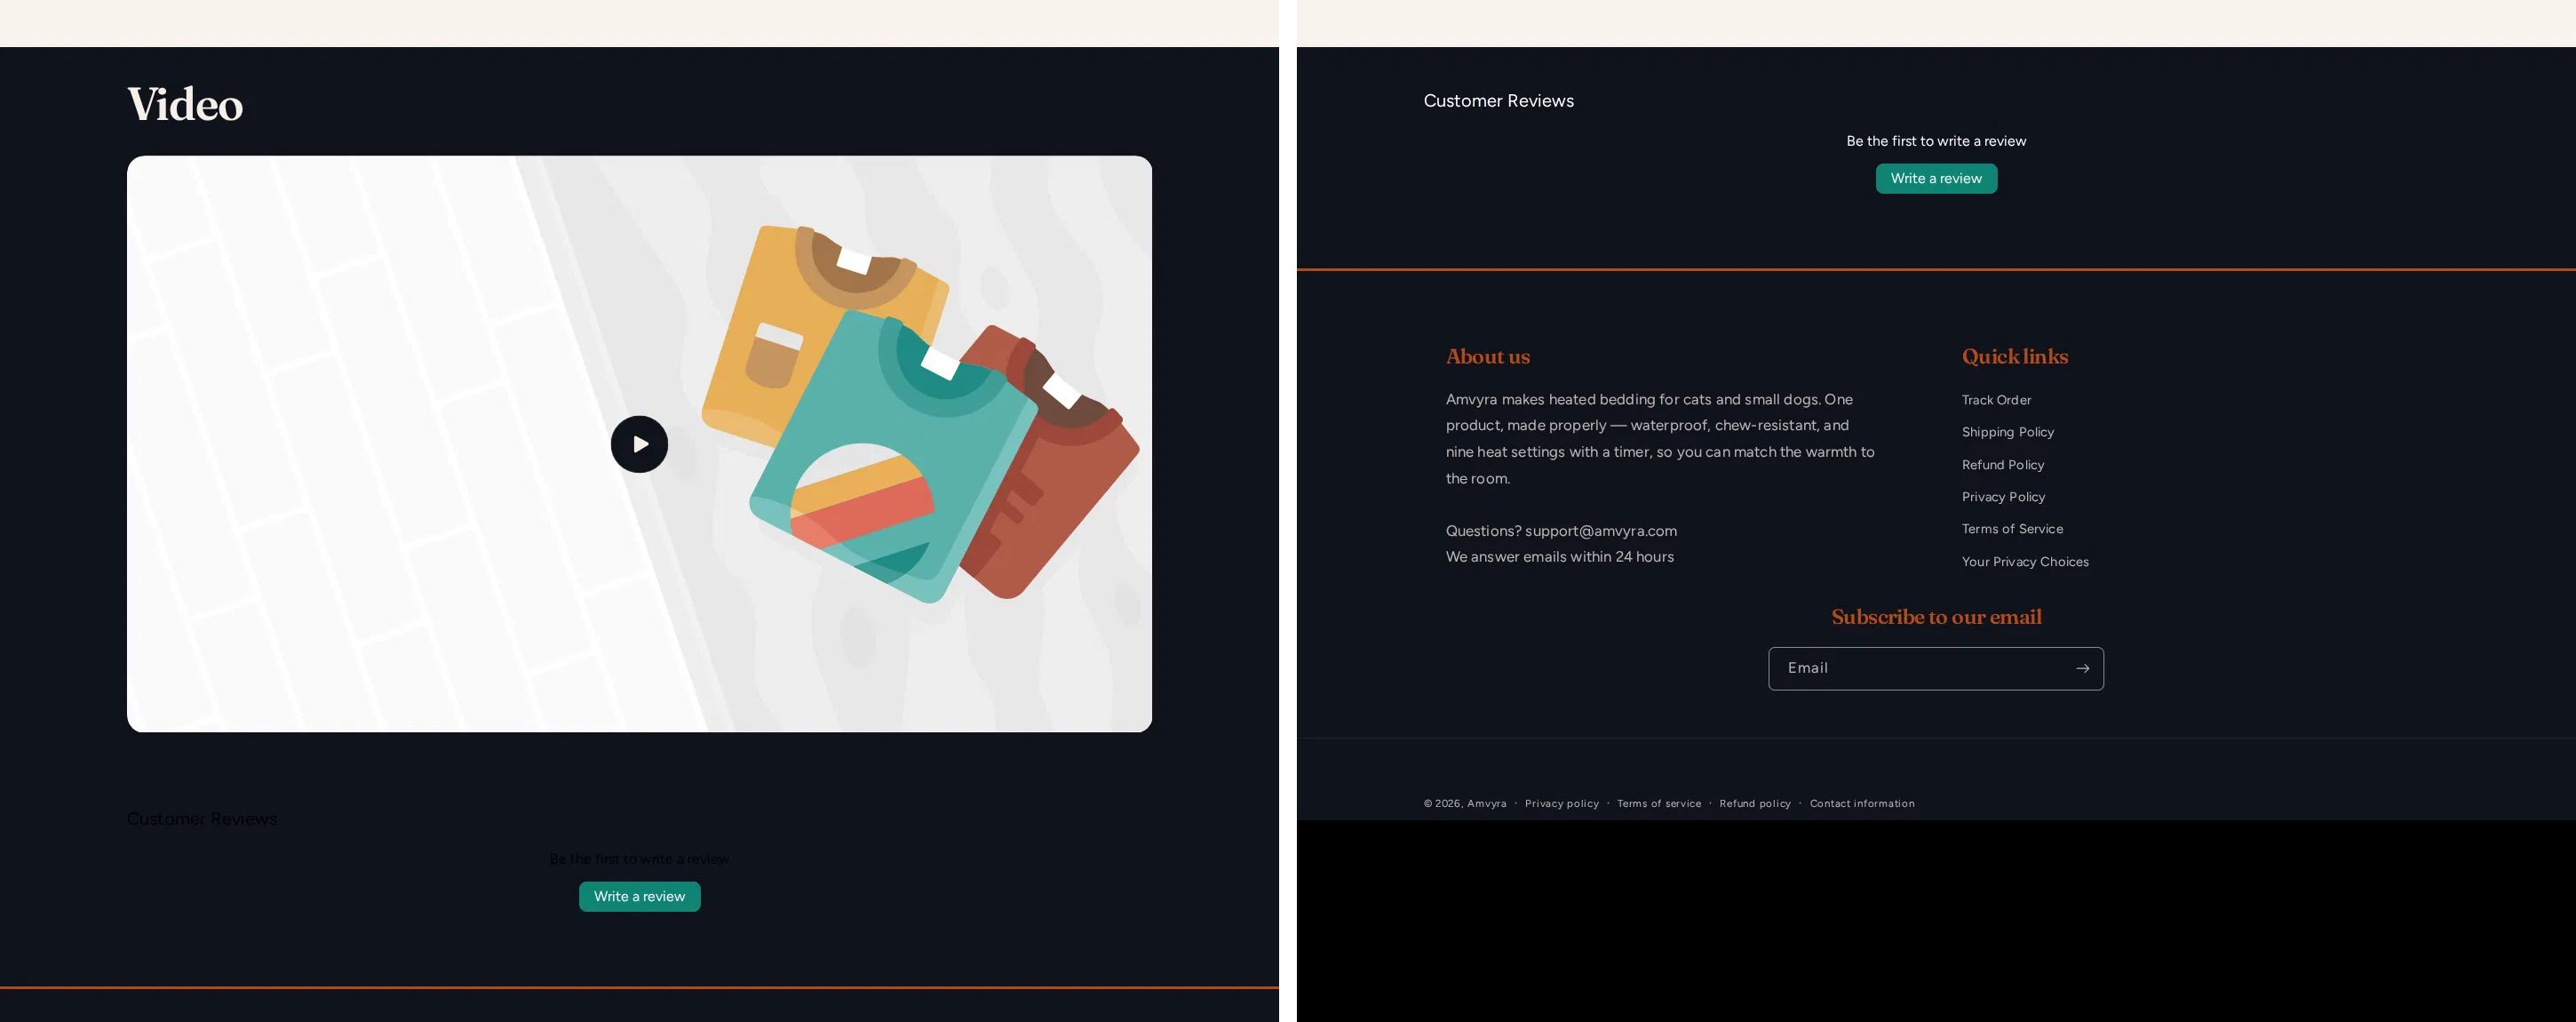 Video
Customer Reviews
Be the first to write a review
Write a review
Customer Reviews
Be the first to write a review
Write a review
About us
Amvyra makes heated bedding for cats and small dogs. One
product, made properly — waterproof, chew-resistant, and
nine heat settings with a timer, so you can match the warmth to
the room.
Questions? support@amvyra.com
We answer emails within 24 hours
Quick links
Track Order
Shipping Policy
Refund Policy
Privacy Policy
Terms of Service
Your Privacy Choices
Subscribe to our email
Email
© 2026, Amvyra · Privacy policy · Terms of service · Refund policy · Contact information